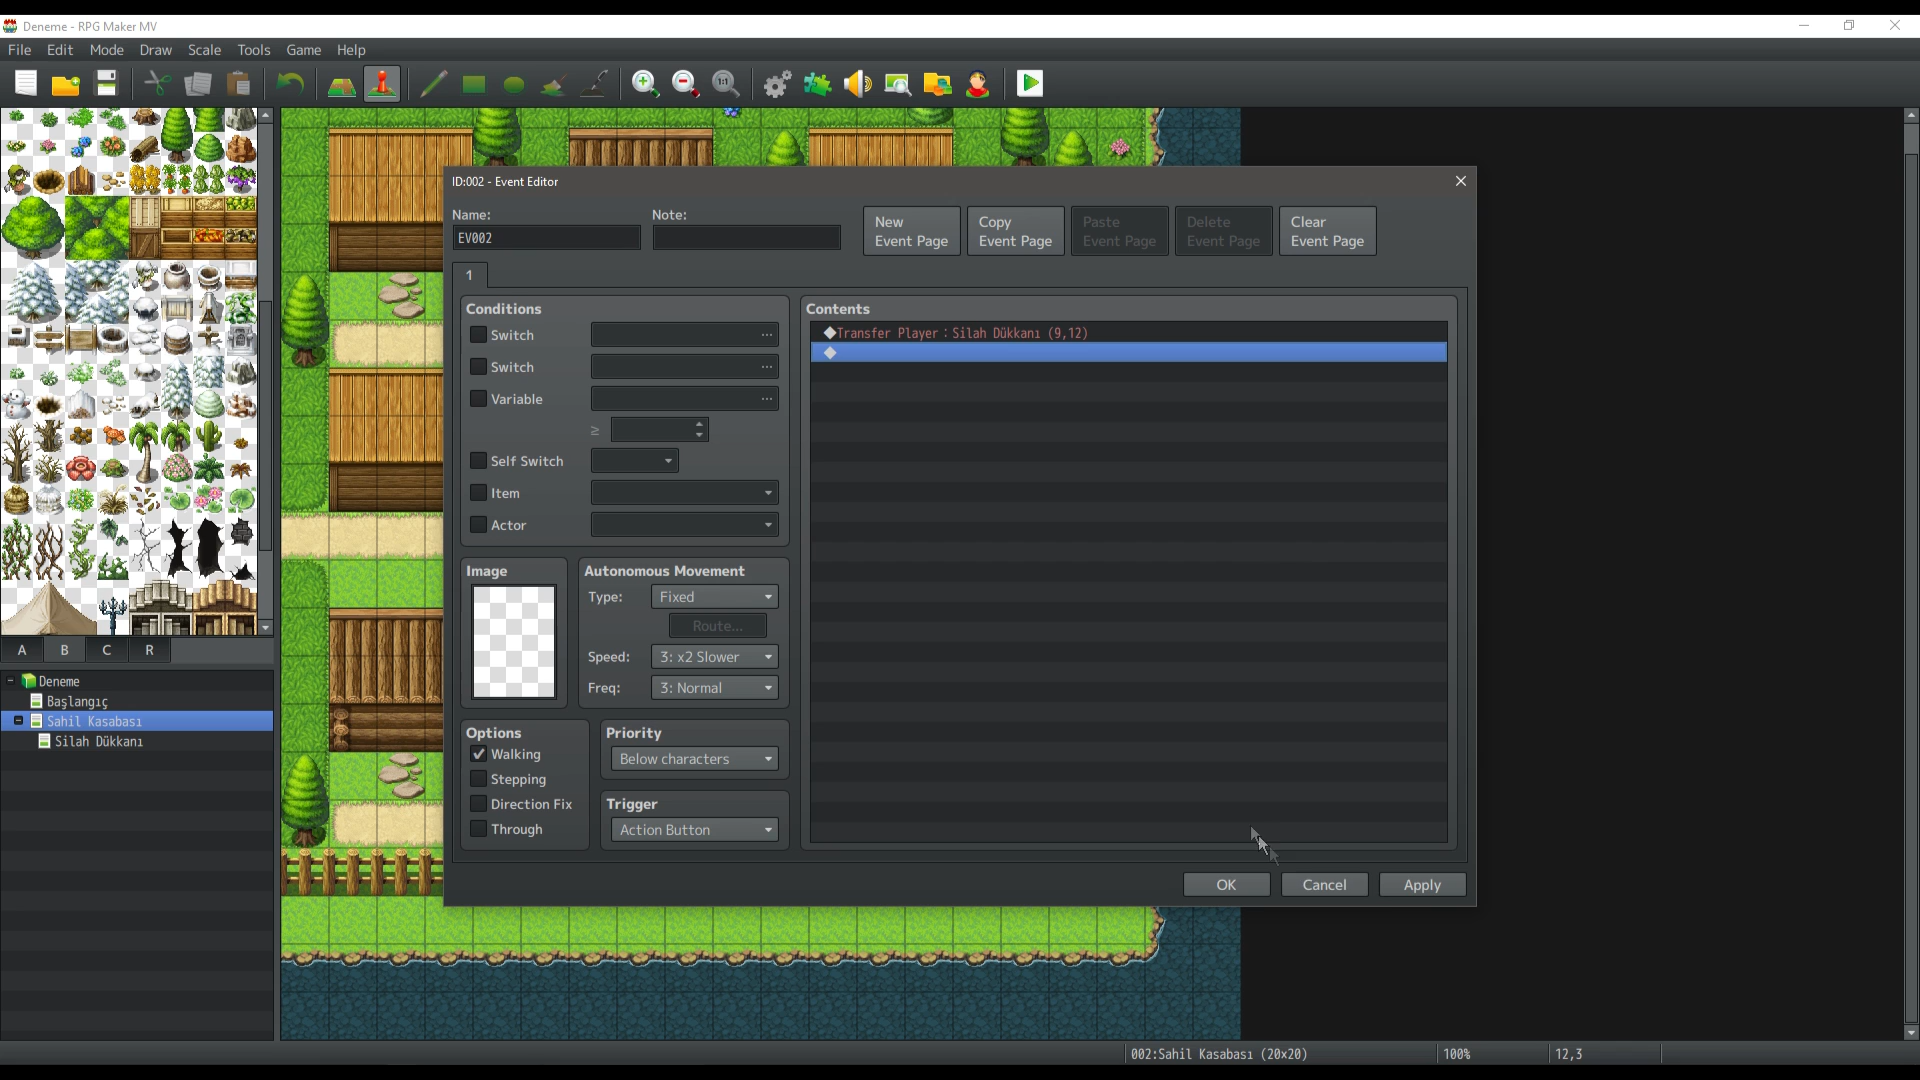 Deneme - RPG Maker MV
File Edit Mode Draw Scale Tools Game Help
1:1
ID:002 - Event Editor
Name:
Note:
EV002
New Event Page
Copy Event Page
Paste Event Page
Delete Event Page
Clear Event Page
1
Conditions
Switch ...
Switch ...
Variable ...
≥
Self Switch
Item
Actor
Image
Autonomous Movement
Type: Fixed
Route...
Speed: 3: x2 Slower
Freq: 3: Normal
Options
Walking
Stepping
Direction Fix
Through
Priority
Below characters
Trigger
Action Button
Contents
◆Transfer Player : Silah Dükkanı (9,12)
◆
OK Cancel Apply
A B C R
Deneme
Başlangıç
Sahil Kasabası
Silah Dükkanı
002:Sahil Kasabası (20x20) 100% 12,3